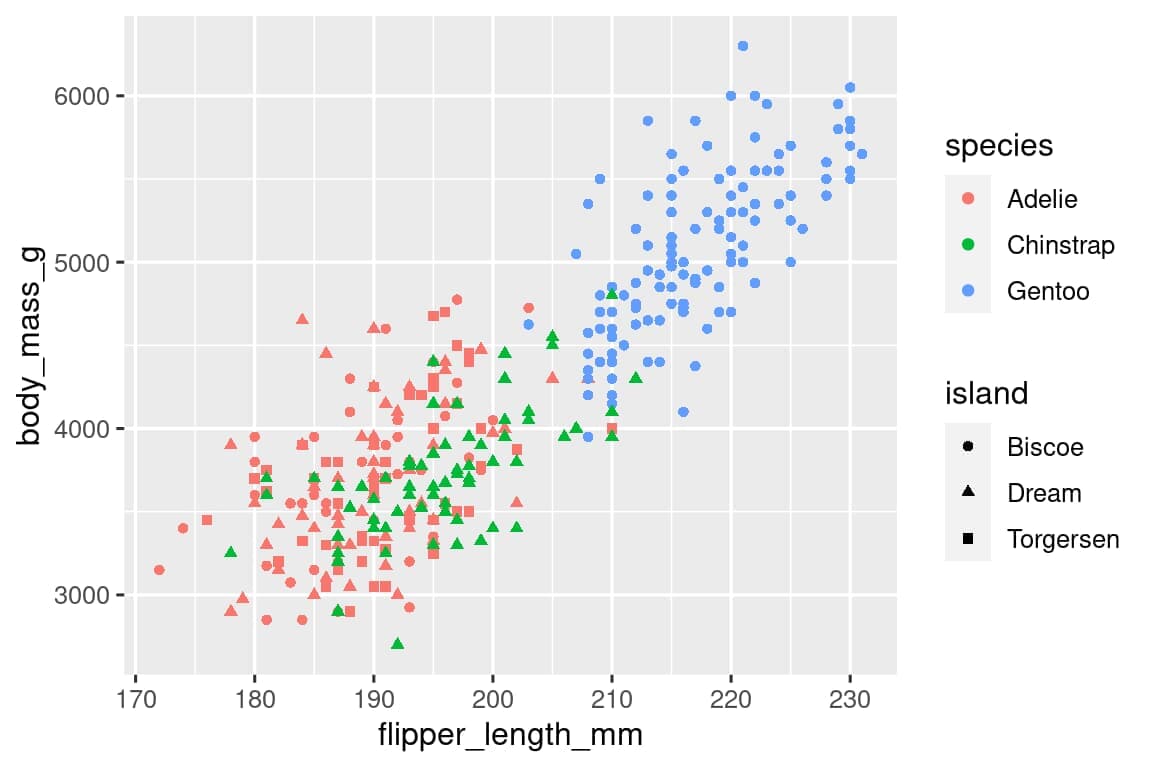 6000
5000
4000
3000
body_mass_g
170 180 190 200 210 220 230
flipper_length_mm
species
Adelie
Chinstrap
Gentoo
island
Biscoe
Dream
Torgersen